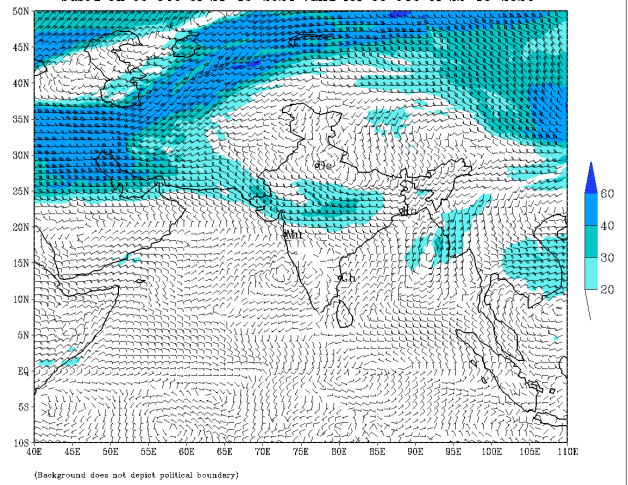 50N
45N
40N
35N
30N
25N
20N
15N
10N
5N
EQ
5S
10S
40E 45E 50E 55E 60E 65E 70E 75E 80E 85E 90E 95E 100E 105E 110E
Mu
Ch
60
40
30
20
(Background does not depict political boundary)